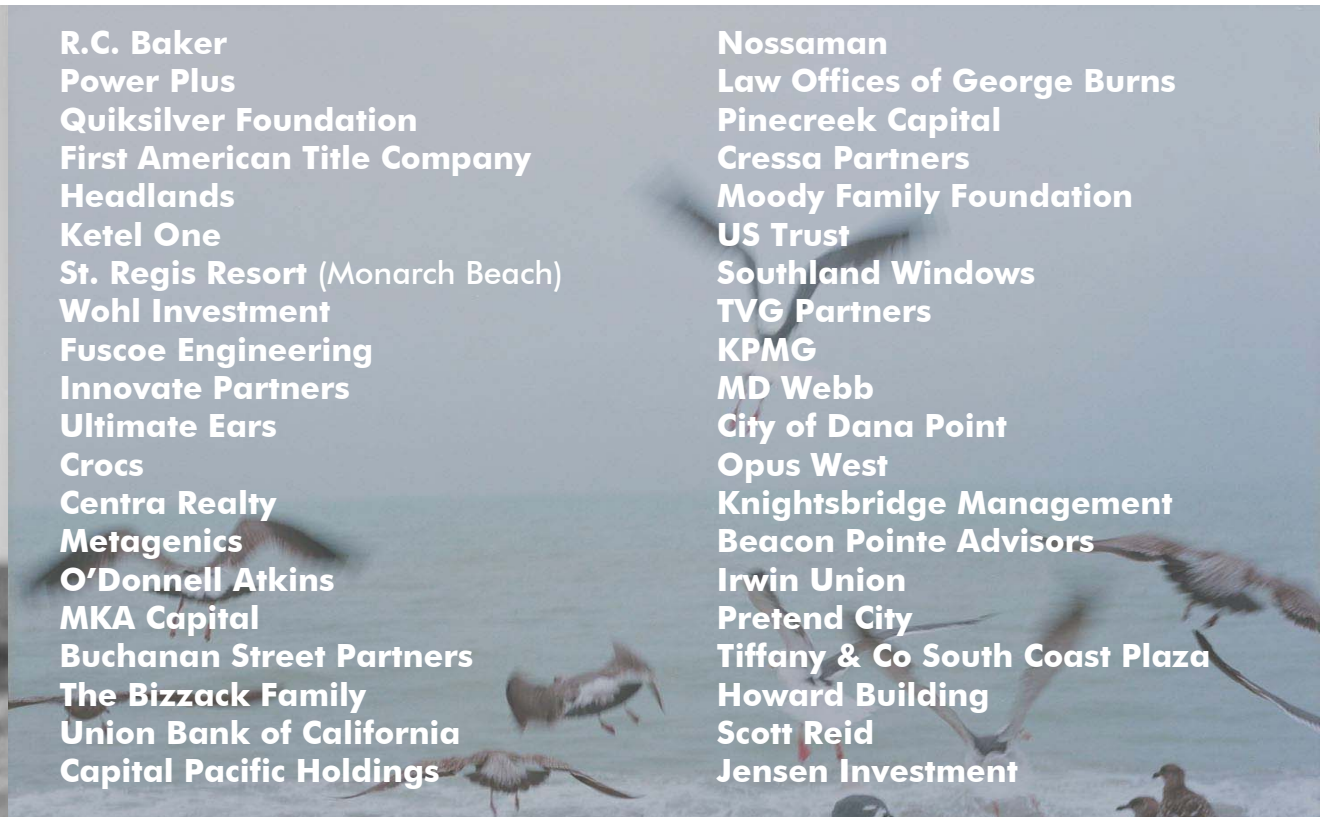 R.C. Baker
Power Plus
Quiksilver Foundation
First American Title Company
Headlands
Ketel One
St. Regis Resort (Monarch Beach)
Wohl Investment
Fuscoe Engineering
Innovate Partners
Ultimate Ears
Crocs
Centra Realty
Metagenics
O’Donnell Atkins
MKA Capital
Buchanan Street Partners
The Bizzack Family
Union Bank of California
Capital Pacific Holdings
Nossaman
Law Offices of George Burns
Pinecreek Capital
Cressa Partners
Moody Family Foundation
US Trust
Southland Windows
TVG Partners
KPMG
MD Webb
City of Dana Point
Opus West
Knightsbridge Management
Beacon Pointe Advisors
Irwin Union
Pretend City
Tiffany & Co South Coast Plaza
Howard Building
Scott Reid
Jensen Investment